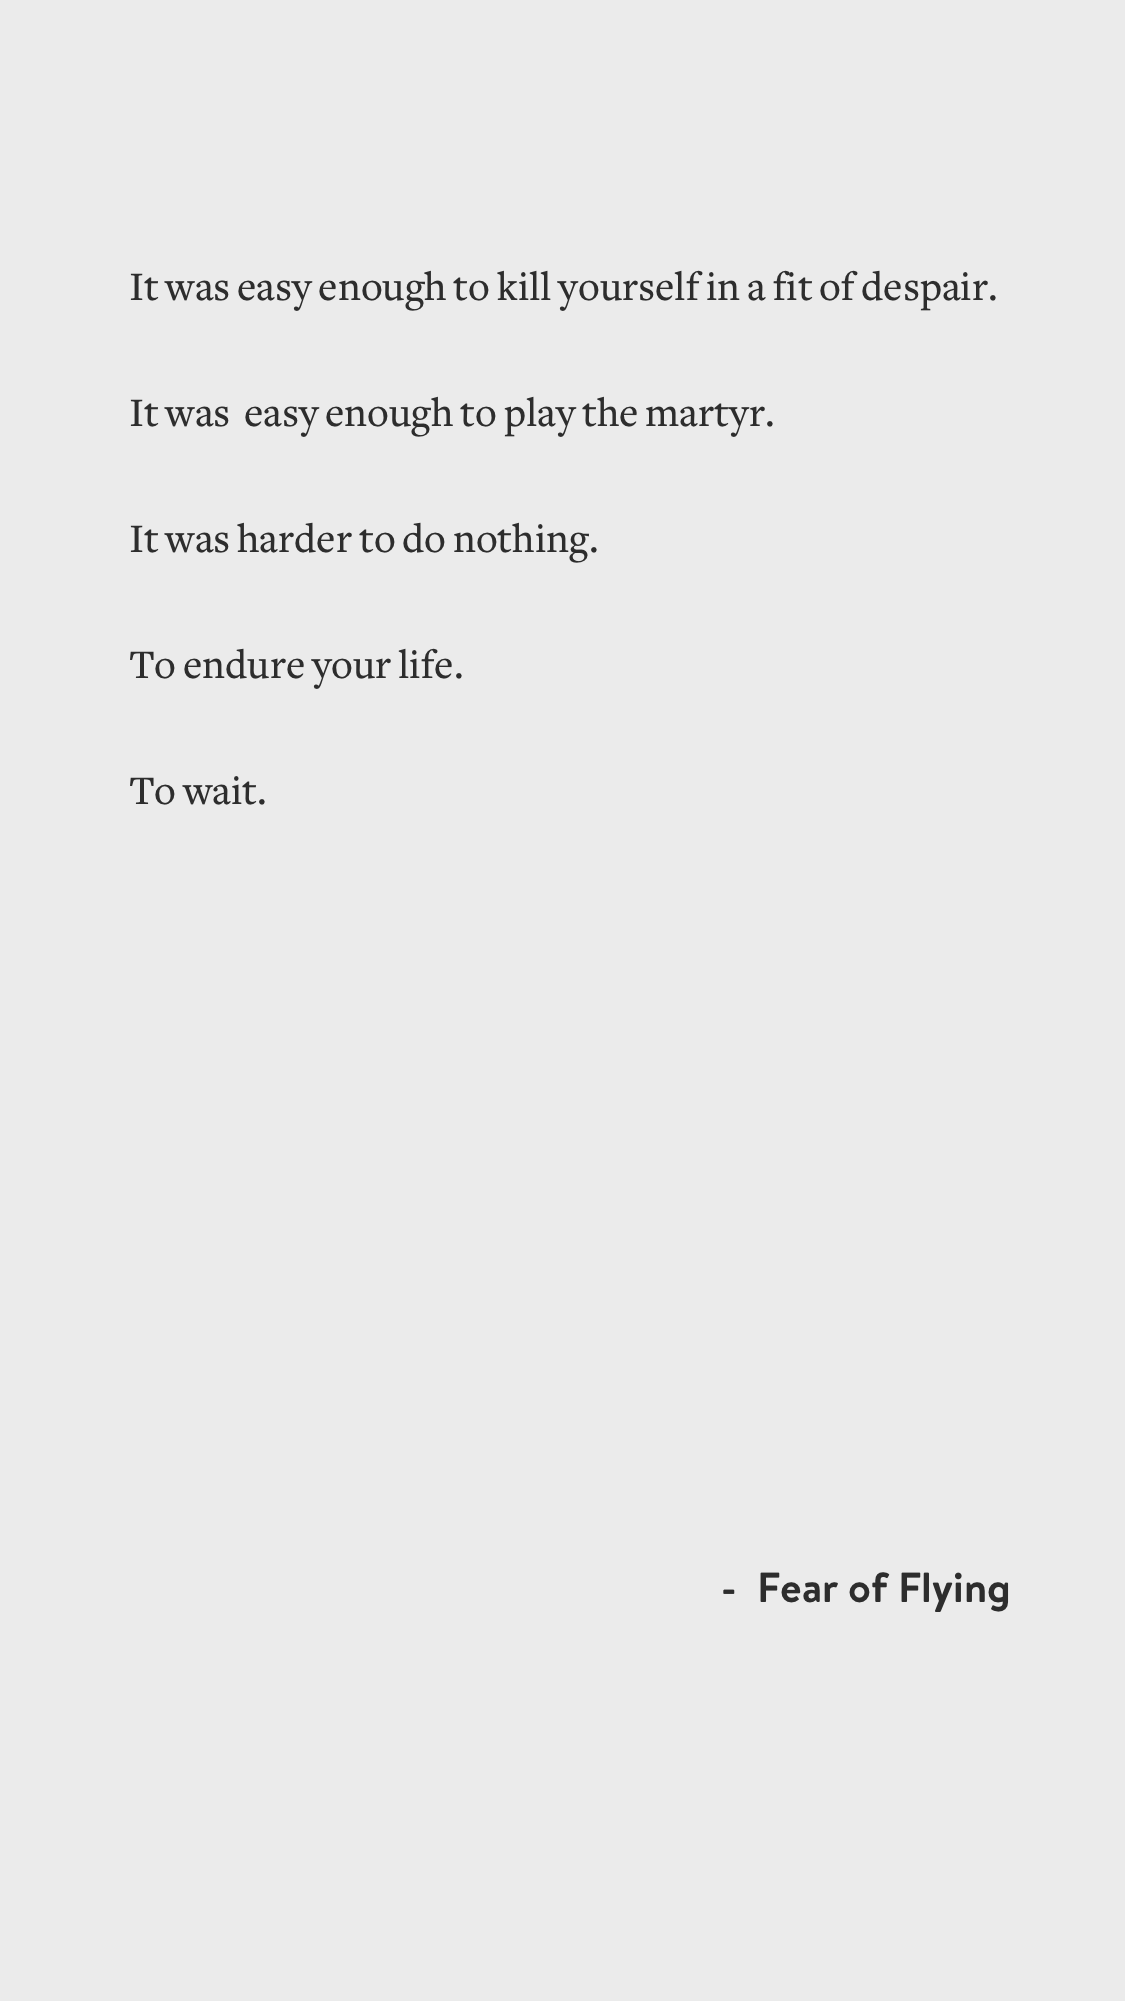 It was easy enough to kill yourself in a fit of despair.
It was  easy enough to play the martyr.
It was harder to do nothing.
To endure your life.
To wait.
-  Fear of Flying